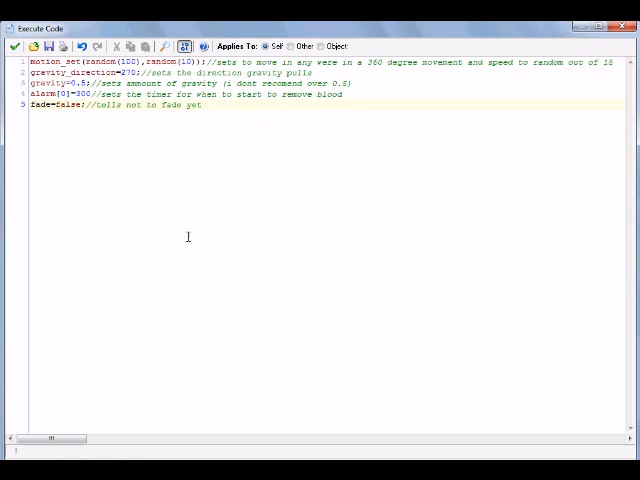 Execute Code
Applies To: Self Other Object:
1 motion_set(random(100),random(10));//sets to move in any were in a 360 degree movement and speed to random out of 16
2 gravity_direction=270;//sets the direction gravity pulls
3 gravity=0.5;//sets ammount of gravity (i dont recomend over 0.5)
4 alarm[0]=300//sets the timer for when to start to remove blood
5 fade=false;//tells not to fade yet